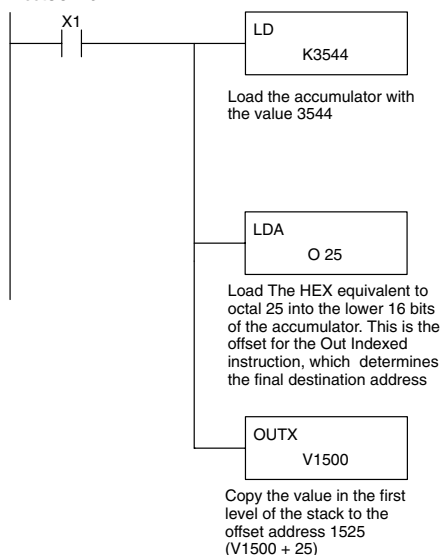 X1
LD
K3544
Load the accumulator with
the value 3544
LDA
O 25
Load The HEX equivalent to
octal 25 into the lower 16 bits
of the accumulator. This is the
offset for the Out Indexed
instruction, which determines
the final destination address
OUTX
V1500
Copy the value in the first
level of the stack to the
offset address 1525
(V1500 + 25)